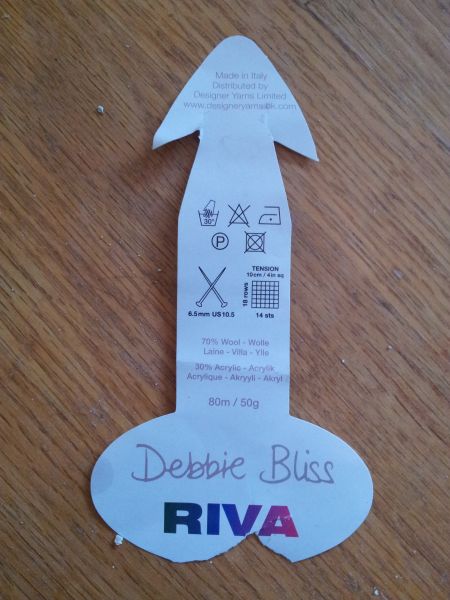 Made in Italy
Distributed by
Designer Yarns Limited
www.designeryarns.uk.com
30°
P
TENSION
10cm / 4in sq
18 rows
6.5mm US10.5
14 sts
70% Wool - Wolle
Laine - Villa - Ylle
30% Acrylic - Acrylik
Acrylique - Akryyli - Akryl
80m / 50g
Debbie Bliss
RIVA